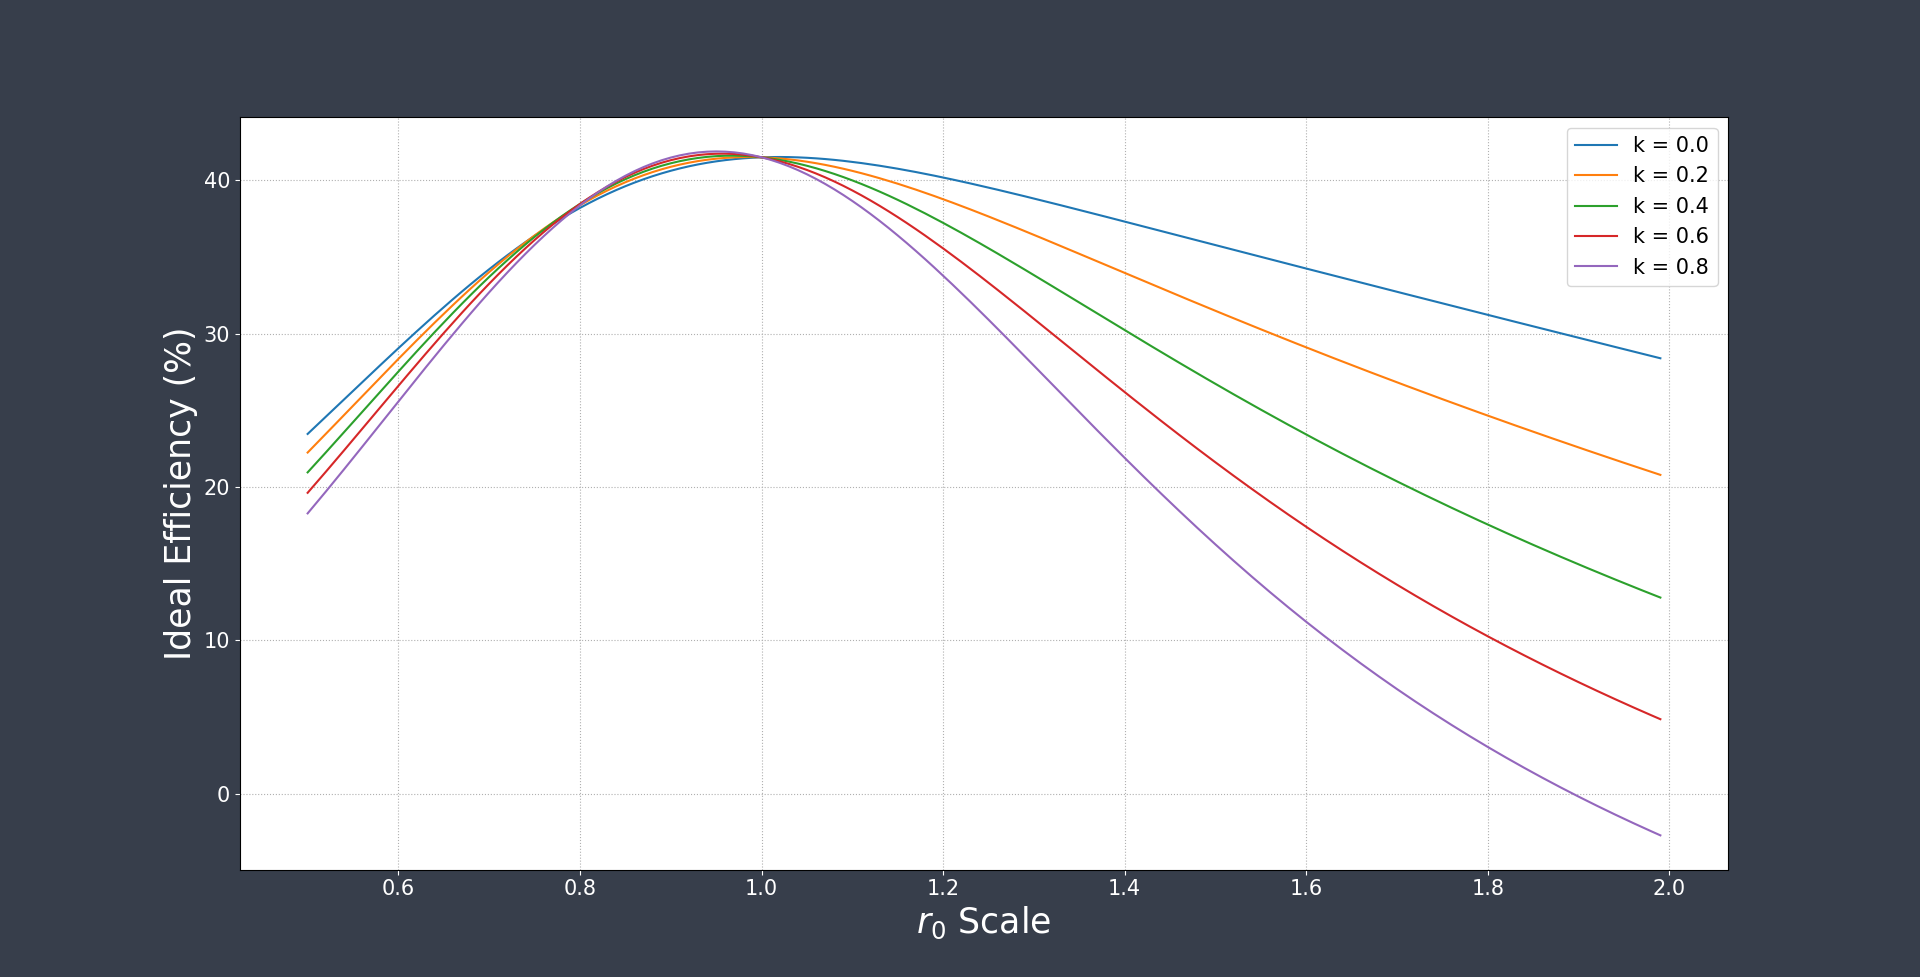 k = 0.0
k = 0.2
k = 0.4
k = 0.6
k = 0.8
40
30
20
10
0
Ideal Efficiency (%)
0.6 0.8 1.0 1.2 1.4 1.6 1.8 2.0
r₀ Scale